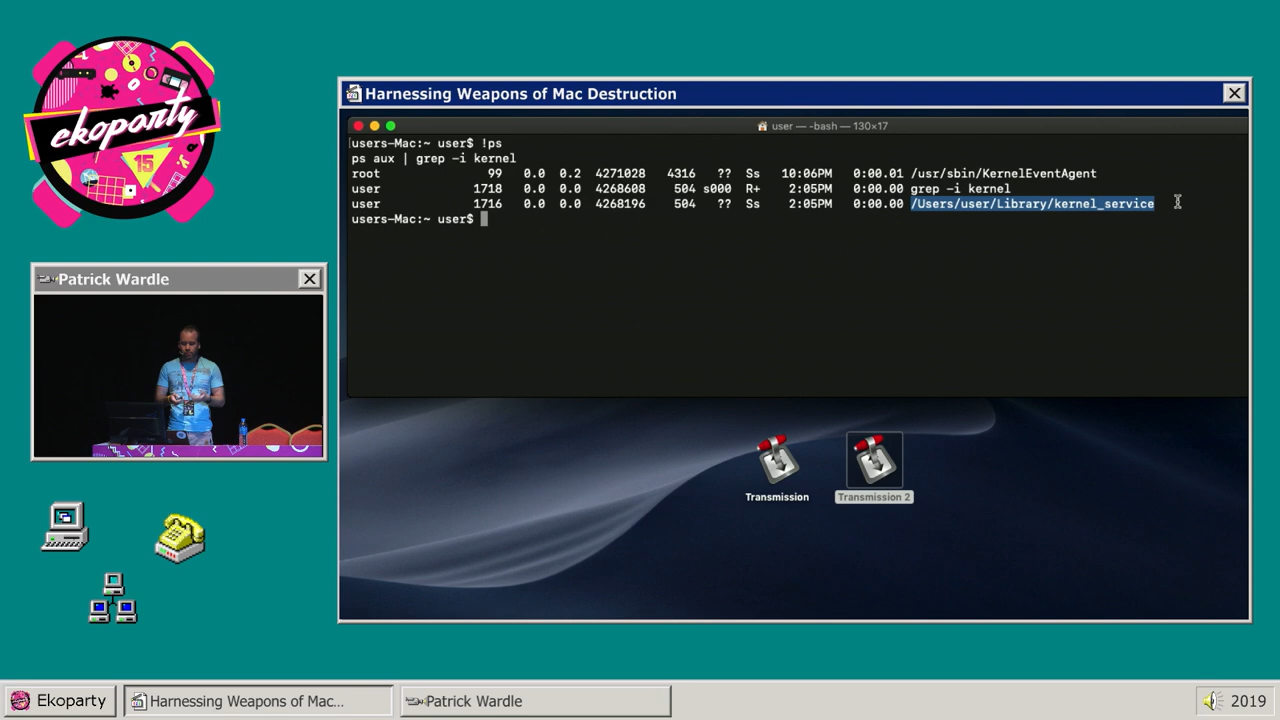 ekoparty
15
Harnessing Weapons of Mac Destruction
user — -bash — 130×17
users-Mac:~ user$ !ps
ps aux | grep -i kernel
root 99 0.0 0.2 4271028 4316 ?? Ss 10:06PM 0:00.01 /usr/sbin/KernelEventAgent
user 1718 0.0 0.0 4268608 504 s000 R+ 2:05PM 0:00.00 grep -i kernel
user 1716 0.0 0.0 4268196 504 ?? Ss 2:05PM 0:00.00 /Users/user/Library/kernel_service
users-Mac:~ user$
Patrick Wardle
Transmission
Transmission 2
Ekoparty
Harnessing Weapons of Mac...
Patrick Wardle
2019